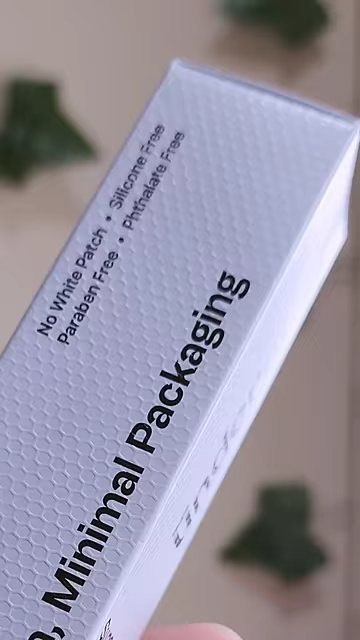 No White Patch • Silicone Free
Paraben Free • Phthalate Free
Minimal Packaging